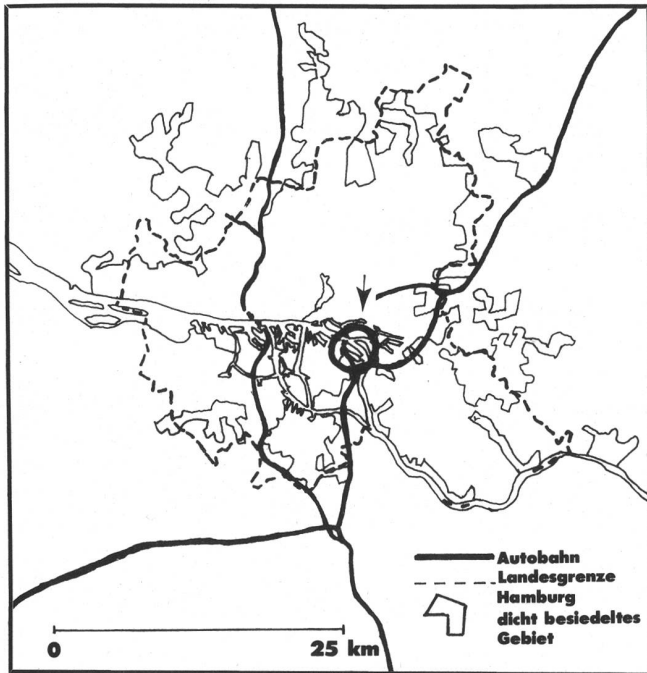 Autobahn
Landesgrenze
Hamburg
dicht besiedeltes
Gebiet
0 25 km